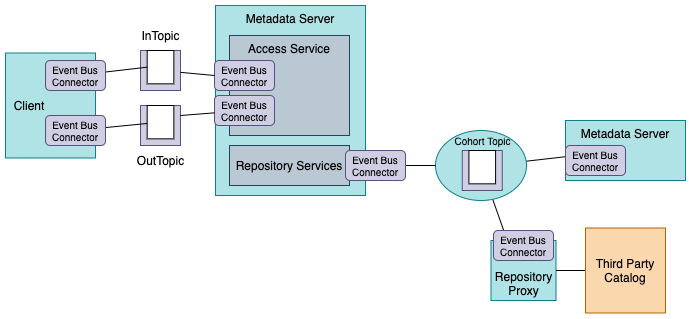 Metadata Server
InTopic
Access Service
Event Bus
Connector
Event Bus
Connector
Client
Event Bus
Connector
Event Bus
Connector
OutTopic
Repository Services
Event Bus
Connector
Cohort Topic
Metadata Server
Event Bus
Connector
Event Bus
Connector
Repository
Proxy
Third Party
Catalog